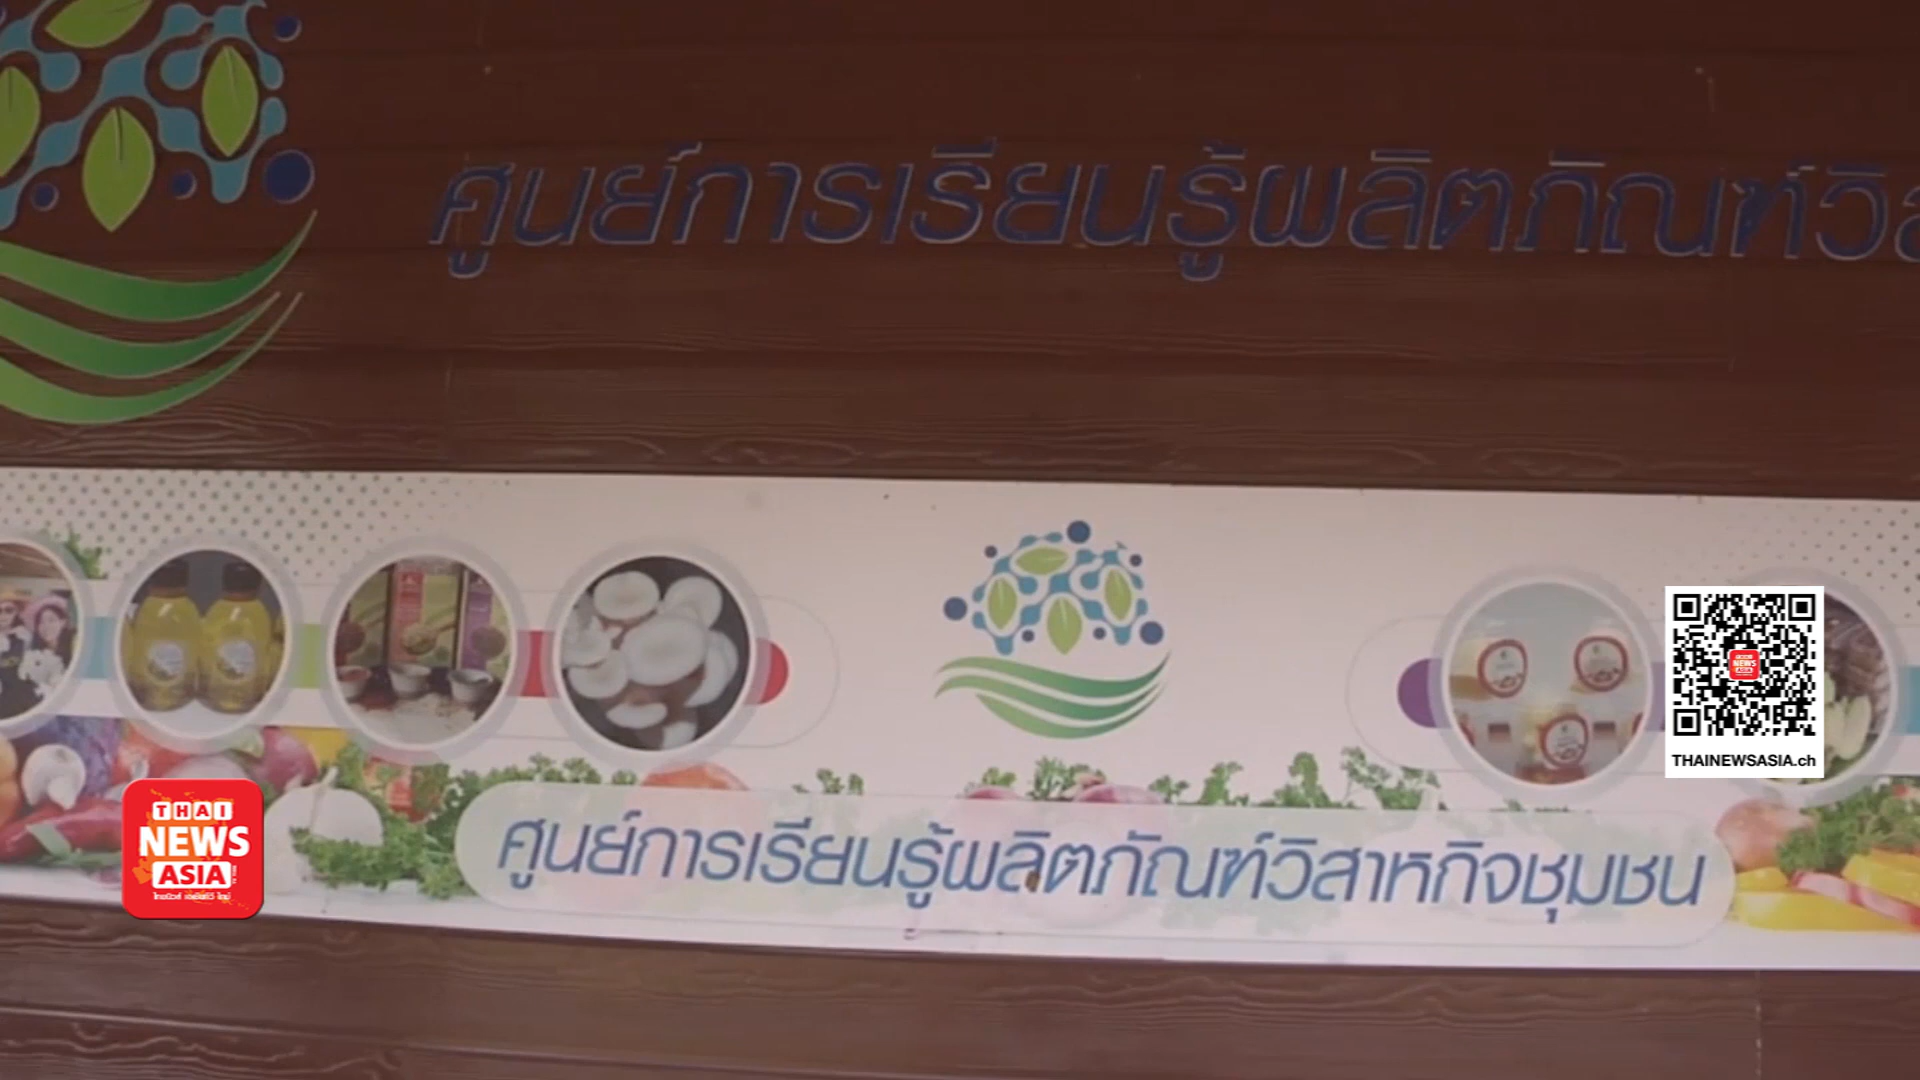 ศูนย์การเรียนรู้ผลิตภัณฑ์วิส
ศูนย์การเรียนรู้ผลิตภัณฑ์วิสาหกิจชุมชน
THAI
NEWS
ASIA
THAINEWSASIA.ch